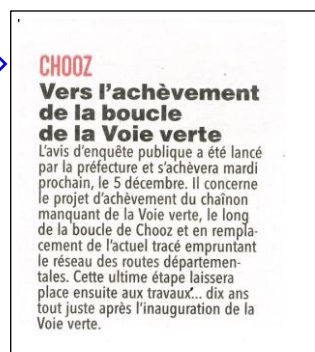 CHOOZ
Vers l'achèvement
de la boucle
de la Voie verte
L'avis d'enquête publique a été lancé
par la préfecture et s'achèvera mardi
prochain, le 5 décembre. Il concerne
le projet d'achèvement du chaînon
manquant de la Voie verte, le long
de la boucle de Chooz et en rempla-
cement de l'actuel tracé empruntant
le réseau des routes départemen-
tales. Cette ultime étape laissera
place ensuite aux travaux... dix ans
tout juste après l'inauguration de la
Voie verte.